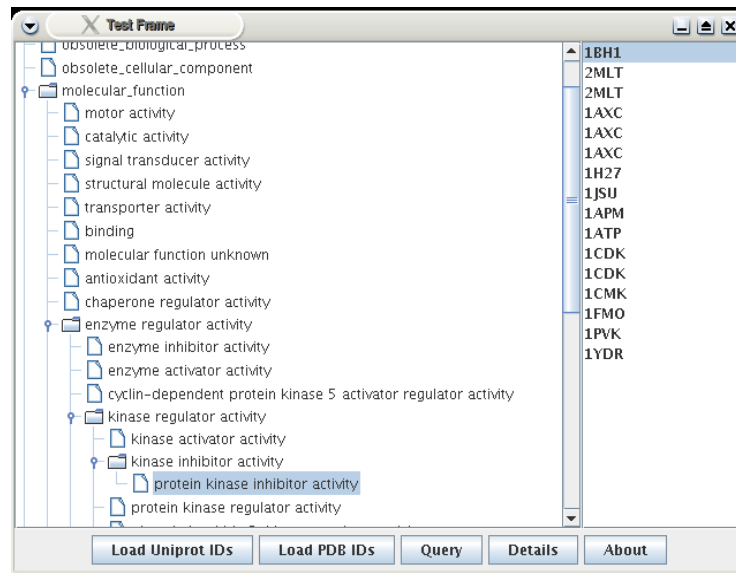 Test Frame
obsolete_biological_process
obsolete_cellular_component
molecular_function
motor activity
catalytic activity
signal transducer activity
structural molecule activity
transporter activity
binding
molecular function unknown
antioxidant activity
chaperone regulator activity
enzyme regulator activity
enzyme inhibitor activity
enzyme activator activity
cyclin-dependent protein kinase 5 activator regulator activity
kinase regulator activity
kinase activator activity
kinase inhibitor activity
protein kinase inhibitor activity
protein kinase regulator activity
1BH1
2MLT
2MLT
1AXC
1AXC
1AXC
1H27
1JSU
1APM
1ATP
1CDK
1CDK
1CMK
1FMO
1PVK
1YDR
Load Uniprot IDs
Load PDB IDs
Query
Details
About